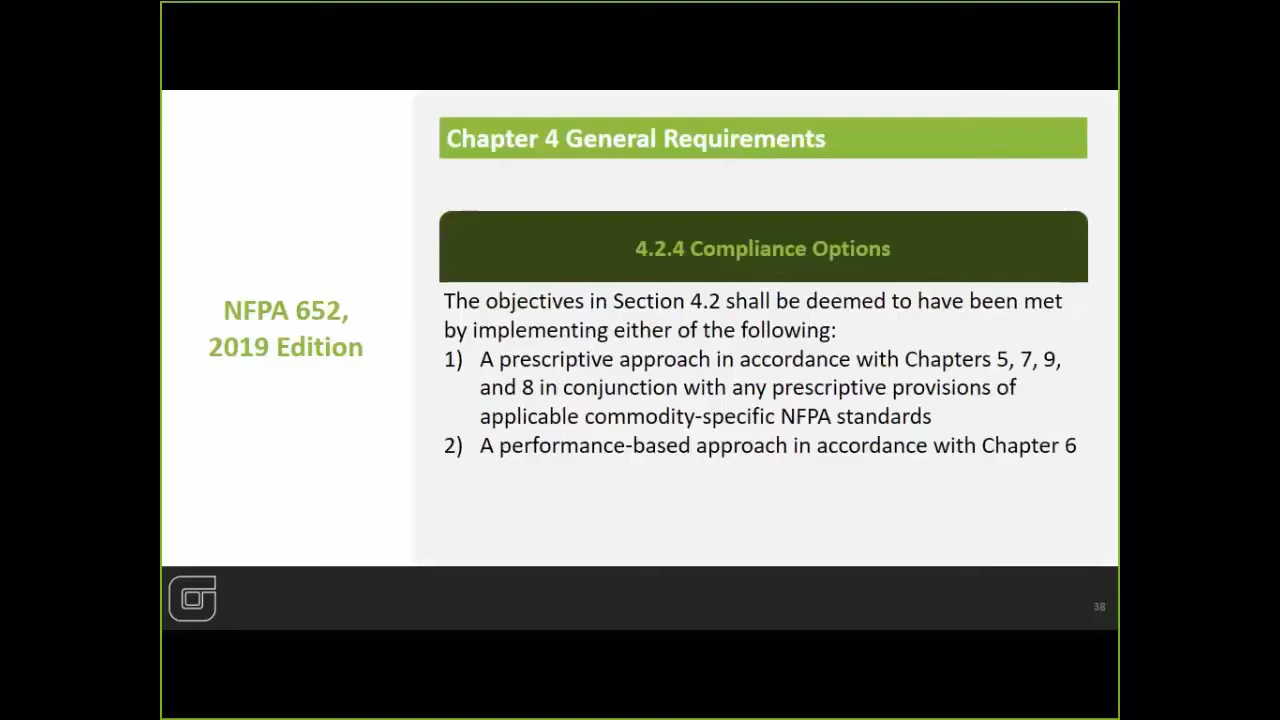 Chapter 4 General Requirements
4.2.4 Compliance Options
NFPA 652,
2019 Edition
The objectives in Section 4.2 shall be deemed to have been met
by implementing either of the following:
1) A prescriptive approach in accordance with Chapters 5, 7, 9,
and 8 in conjunction with any prescriptive provisions of
applicable commodity-specific NFPA standards
2) A performance-based approach in accordance with Chapter 6
38